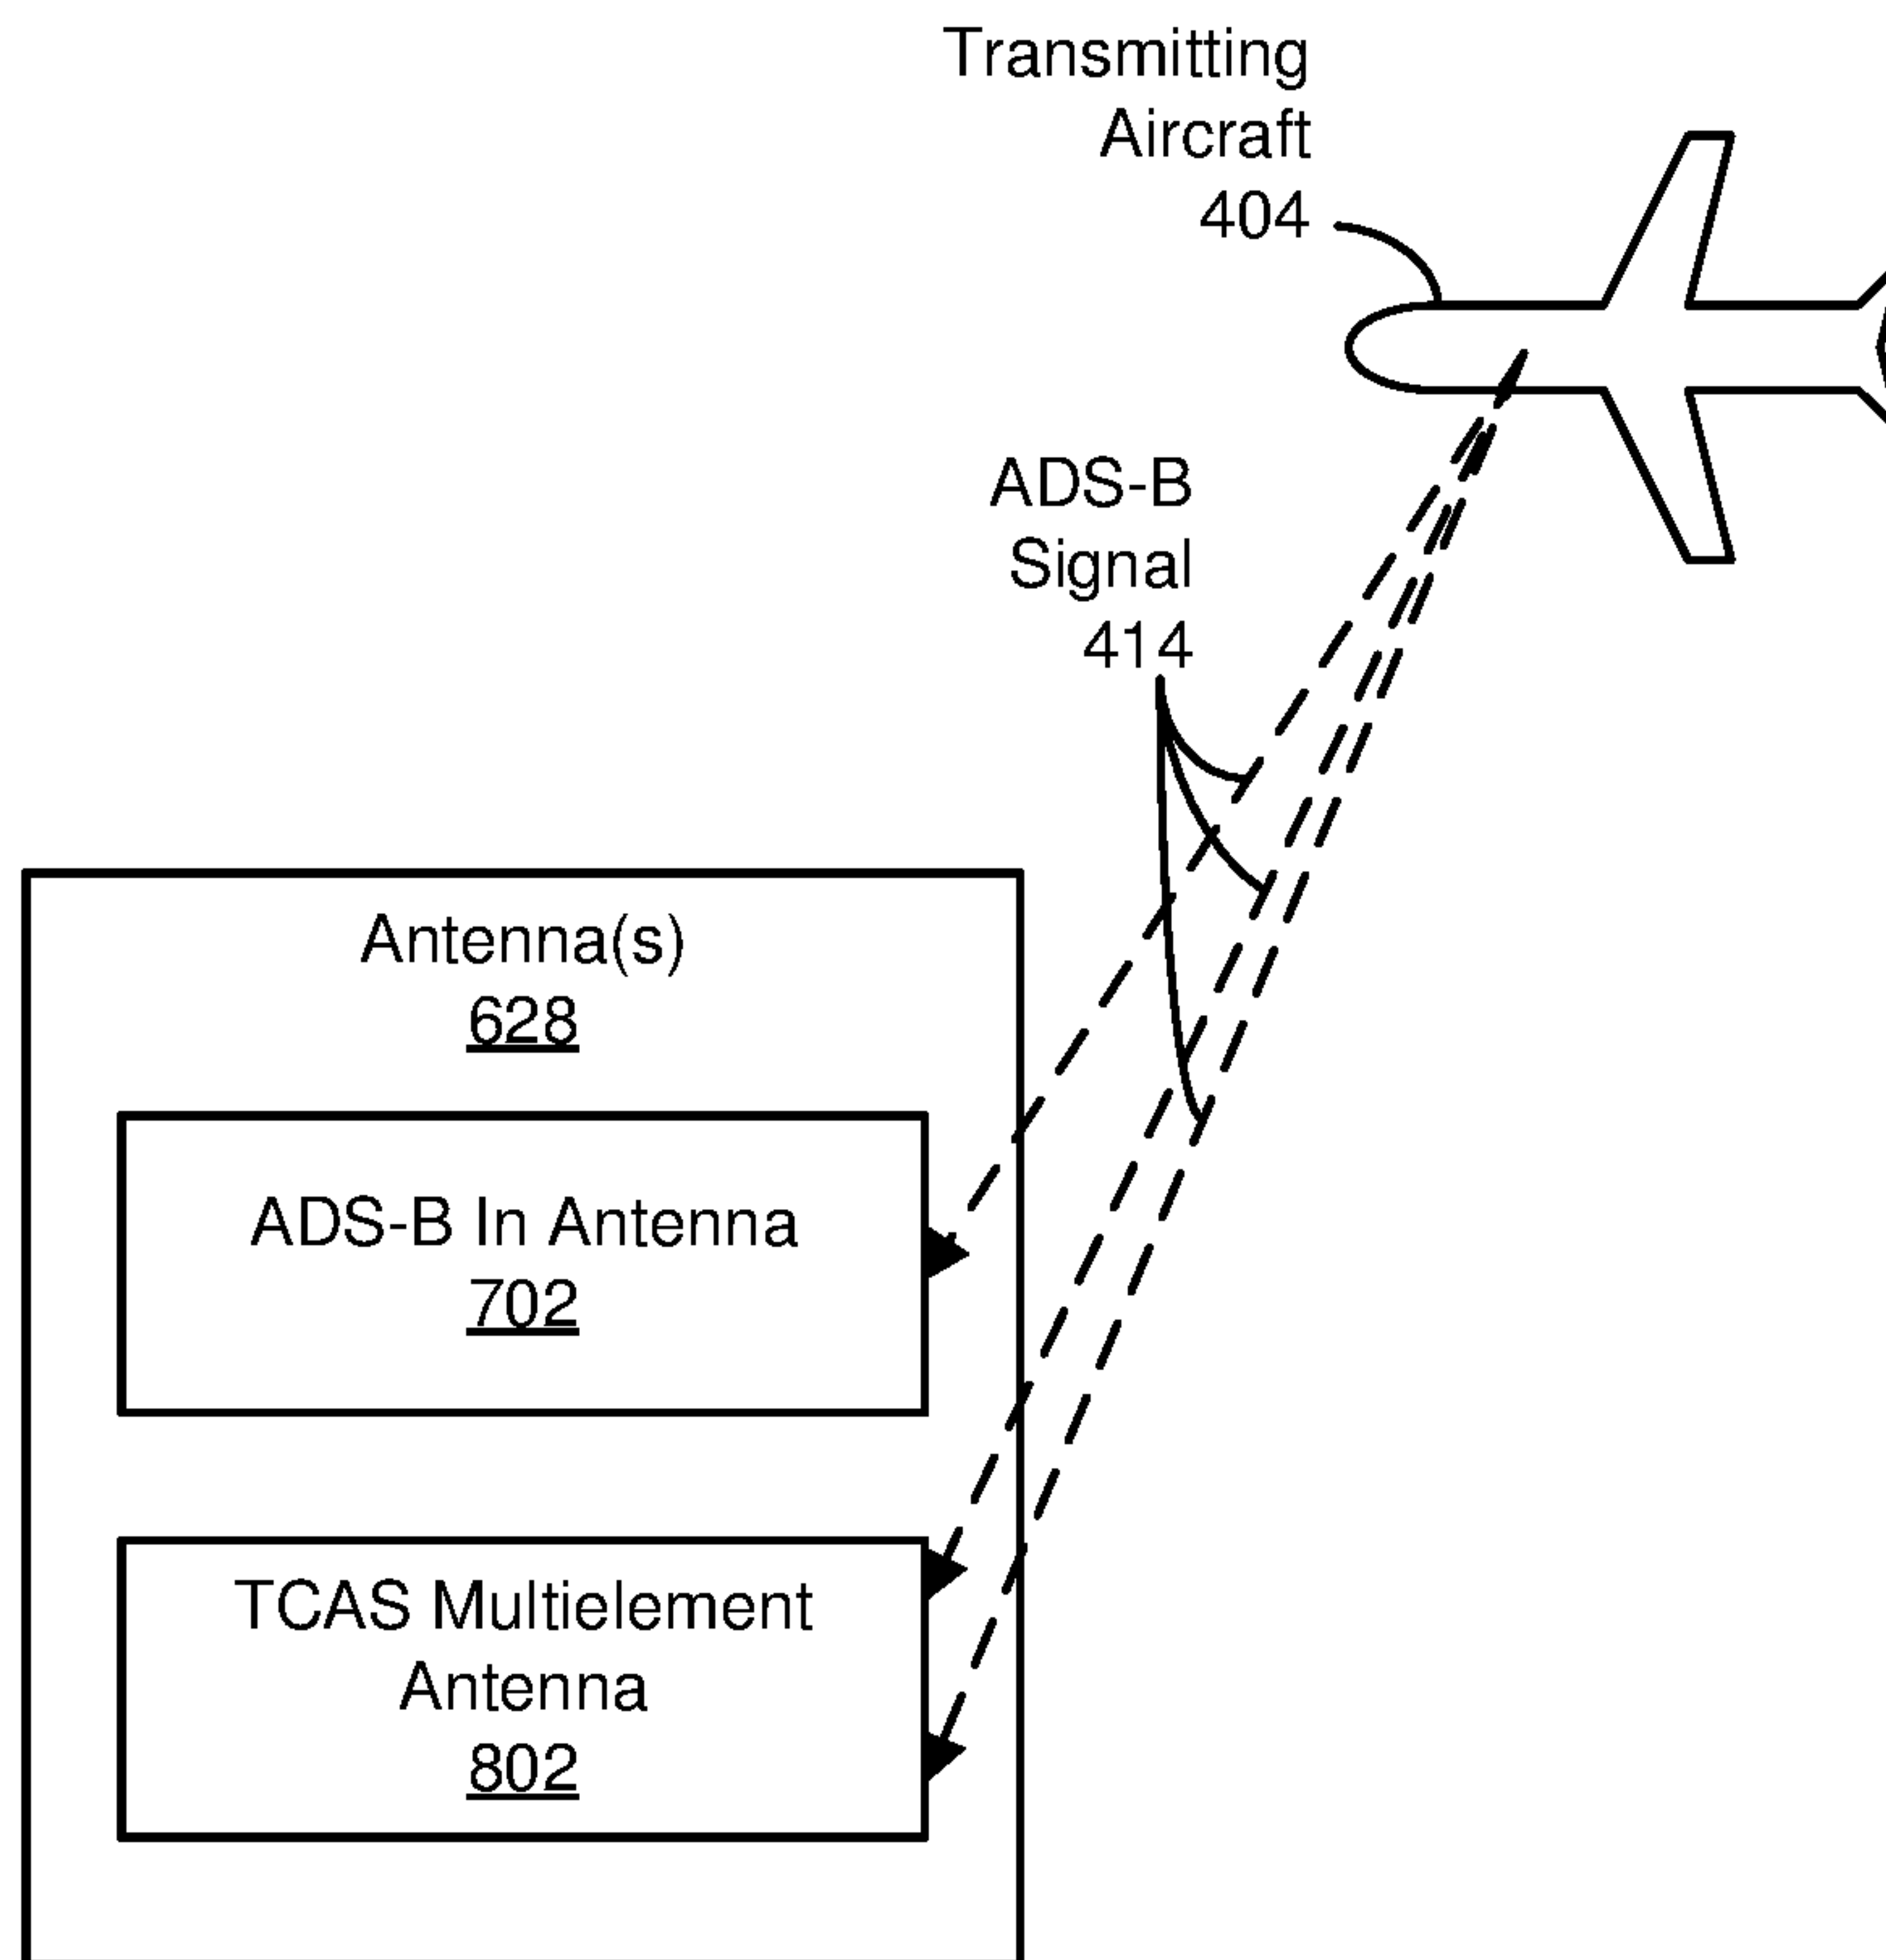 Transmitting
Aircraft
404
ADS-B
Signal
414
Antenna(s)
628
ADS-B In Antenna
702
TCAS Multielement
Antenna
802